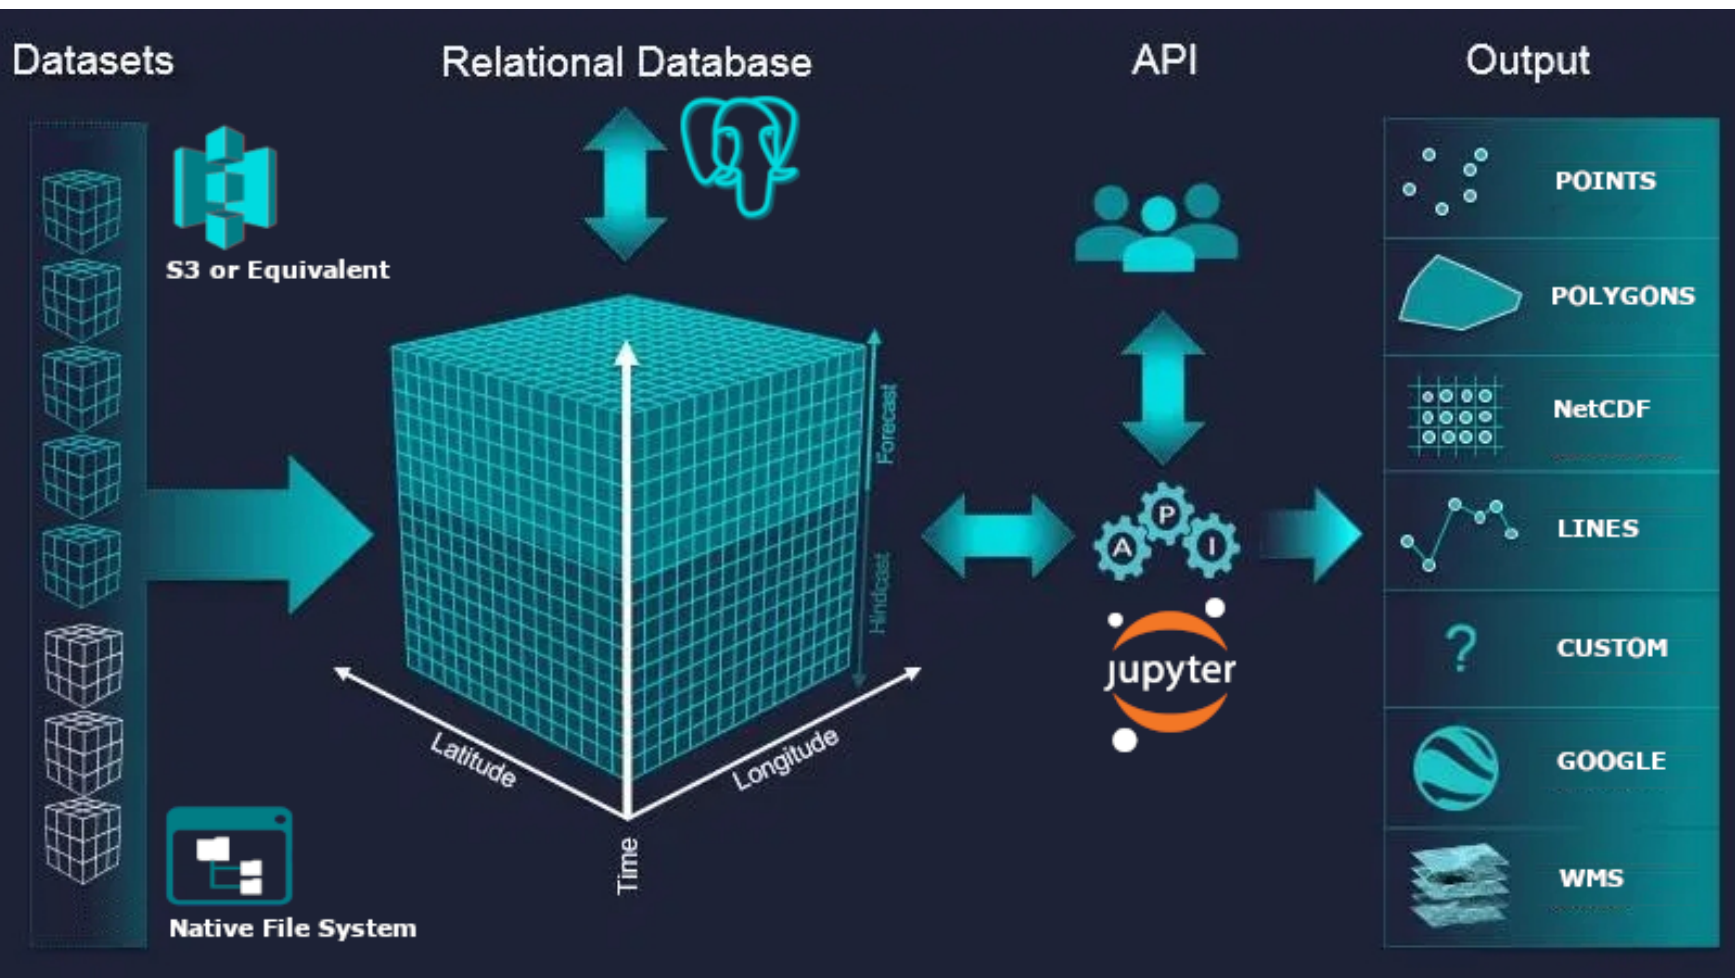 Datasets
Relational Database
API
Output
S3 or Equivalent
Native File System
Forecast
Hindcast
Latitude
Longitude
Time
A P I
jupyter
POINTS
POLYGONS
NetCDF
LINES
?
CUSTOM
GOOGLE
WMS